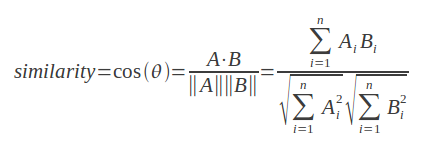 similarity=cos(θ)= A·B / ||A|| ||B|| = ∑_{i=1}^{n} A_i B_i / √(∑_{i=1}^{n} A_i^2) √(∑_{i=1}^{n} B_i^2)